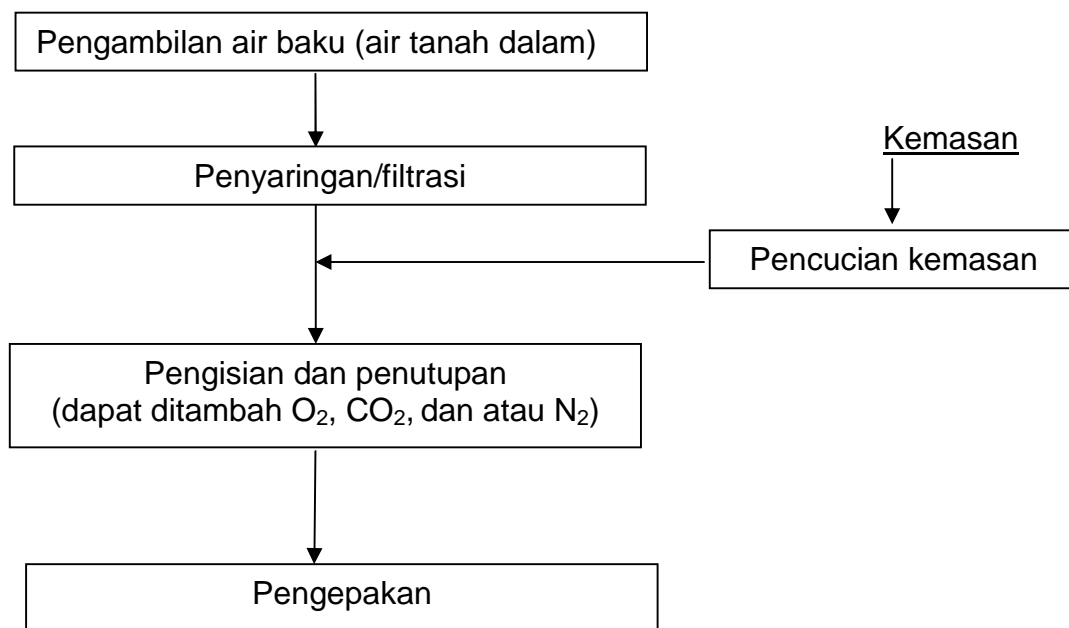 Pengambilan air baku (air tanah dalam)
Kemasan
Penyaringan/filtrasi
Pencucian kemasan
Pengisian dan penutupan
(dapat ditambah O₂, CO₂, dan atau N₂)
Pengepakan